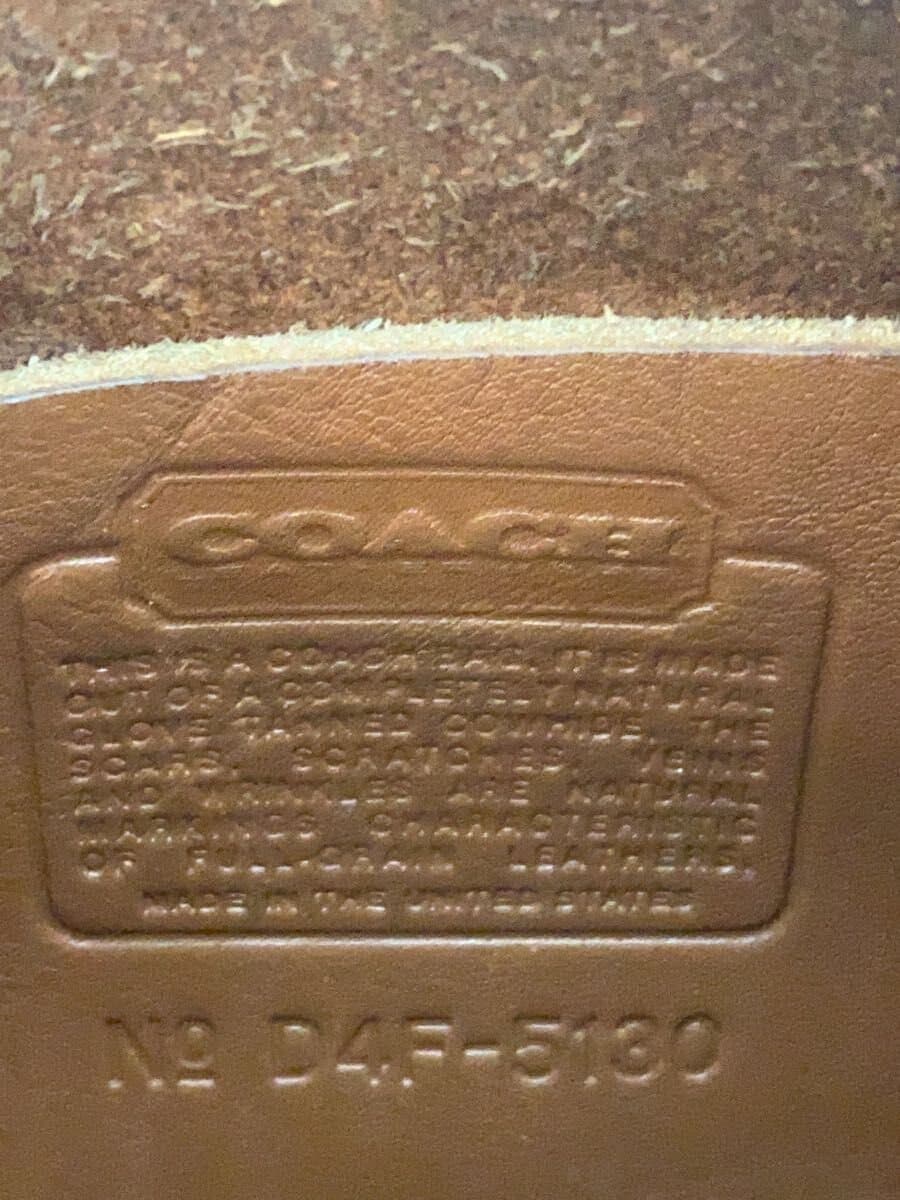 COACH
THIS IS A COACH BAG. IT IS MADE
OUT OF A COMPLETELY NATURAL
GLOVE TANNED COWHIDE. THE
SCARS, SCRATCHES, VEINS
AND WRINKLES ARE NATURAL
MARKINGS CHARACTERISTIC
OF FULL-GRAIN LEATHERS.
MADE IN THE UNITED STATES
Nº D4F-5130